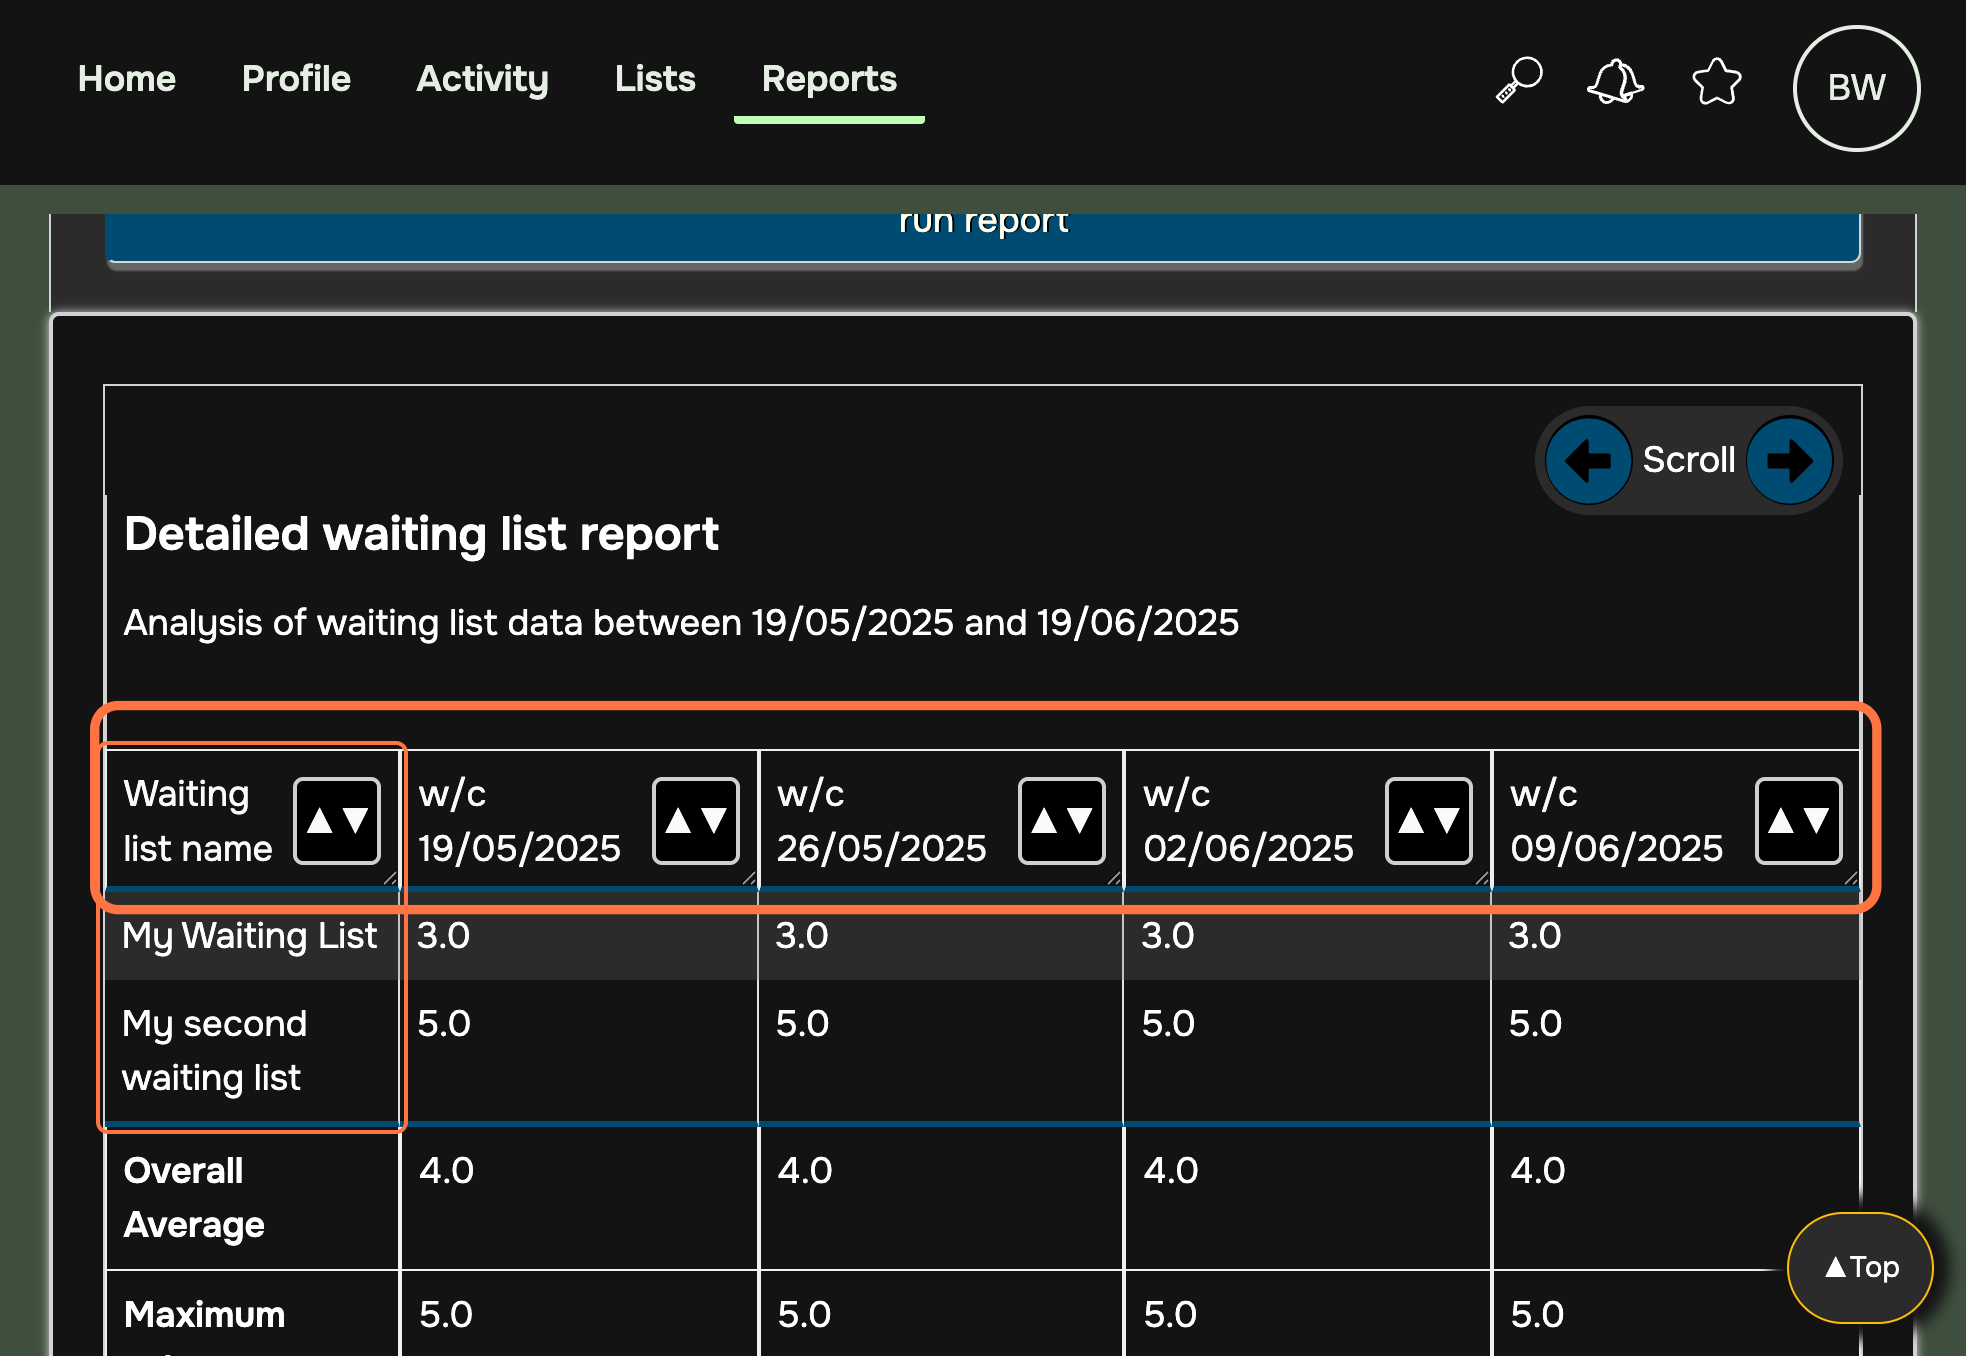 Home Profile Activity Lists Reports BW
run report
Scroll
Detailed waiting list report
Analysis of waiting list data between 19/05/2025 and 19/06/2025
Waiting list name ▲▼ w/c 19/05/2025 ▲▼ w/c 26/05/2025 ▲▼ w/c 02/06/2025 ▲▼ w/c 09/06/2025 ▲▼
My Waiting List 3.0 3.0 3.0 3.0
My second waiting list 5.0 5.0 5.0 5.0
Overall Average 4.0 4.0 4.0 4.0
▲Top
Maximum 5.0 5.0 5.0 5.0